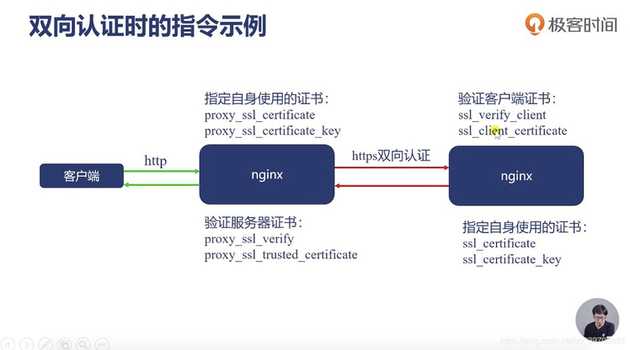 双向认证时的指令示例
极客时间
指定自身使用的证书：
proxy_ssl_certificate
proxy_ssl_certificate_key
验证客户端证书：
ssl_verify_client
ssl_client_certificate
客户端
http
nginx
https双向认证
nginx
验证服务器证书：
proxy_ssl_verify
proxy_ssl_trusted_certificate
指定自身使用的证书：
ssl_certificate
ssl_certificate_key